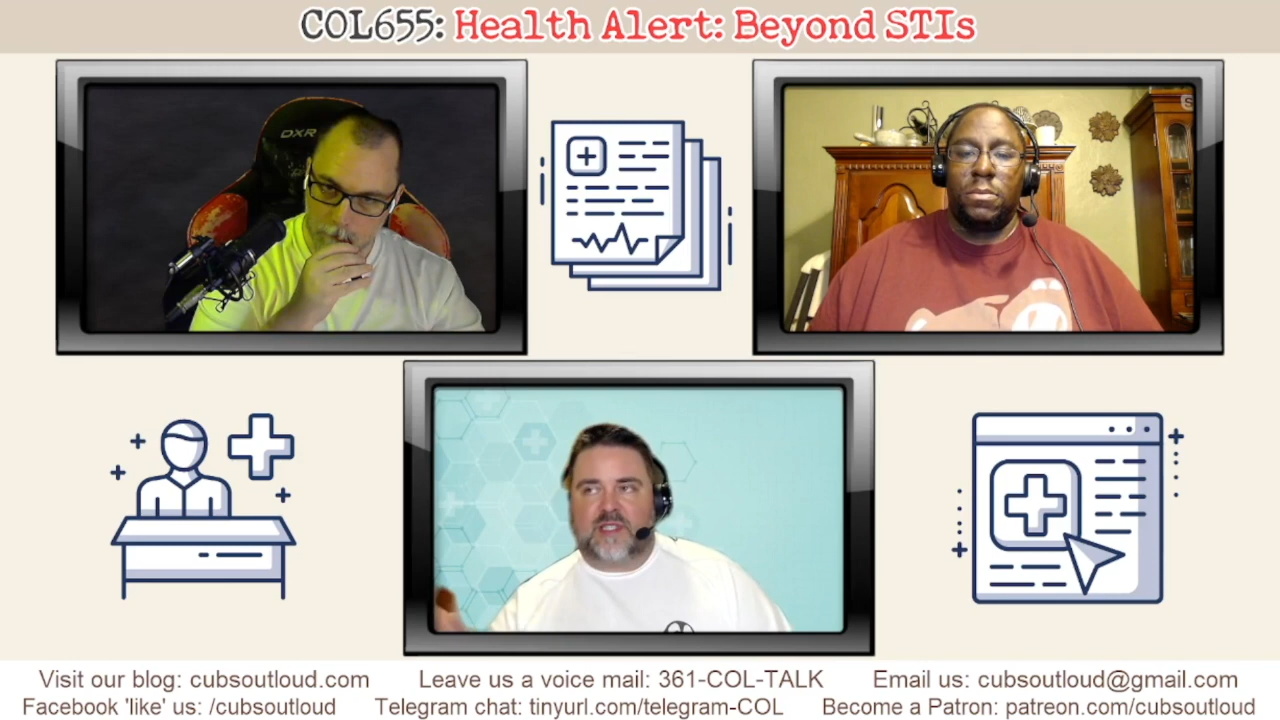 COL655: Health Alert: Beyond STIs
DXR
Visit our blog: cubsoutloud.com Leave us a voice mail: 361-COL-TALK Email us: cubsoutloud@gmail.com
Facebook 'like' us: /cubsoutloud Telegram chat: tinyurl.com/telegram-COL Become a Patron: patreon.com/cubsoutloud